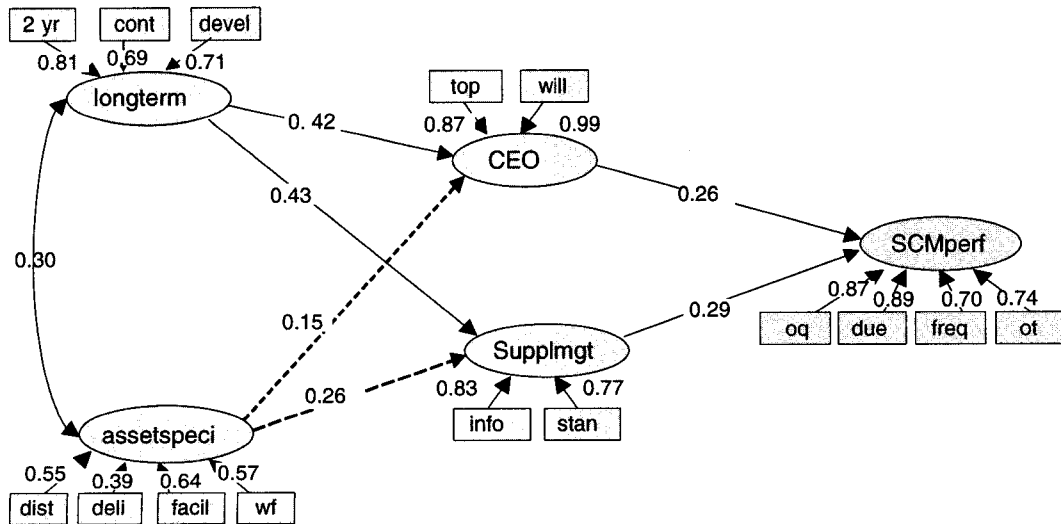 2 yr cont devel
0.81 0.69 0.71
longterm
top will
0. 42
0.87 0.99
CEO
0.43
0.26
SCMperf
0.30
0.87 0.89 0.70 0.74
0.15
0.29
oq due freq ot
Supplmgt
0.26
0.83 0.77
info stan
assetspeci
0.55 0.39 0.64 0.57
dist deli facil wf